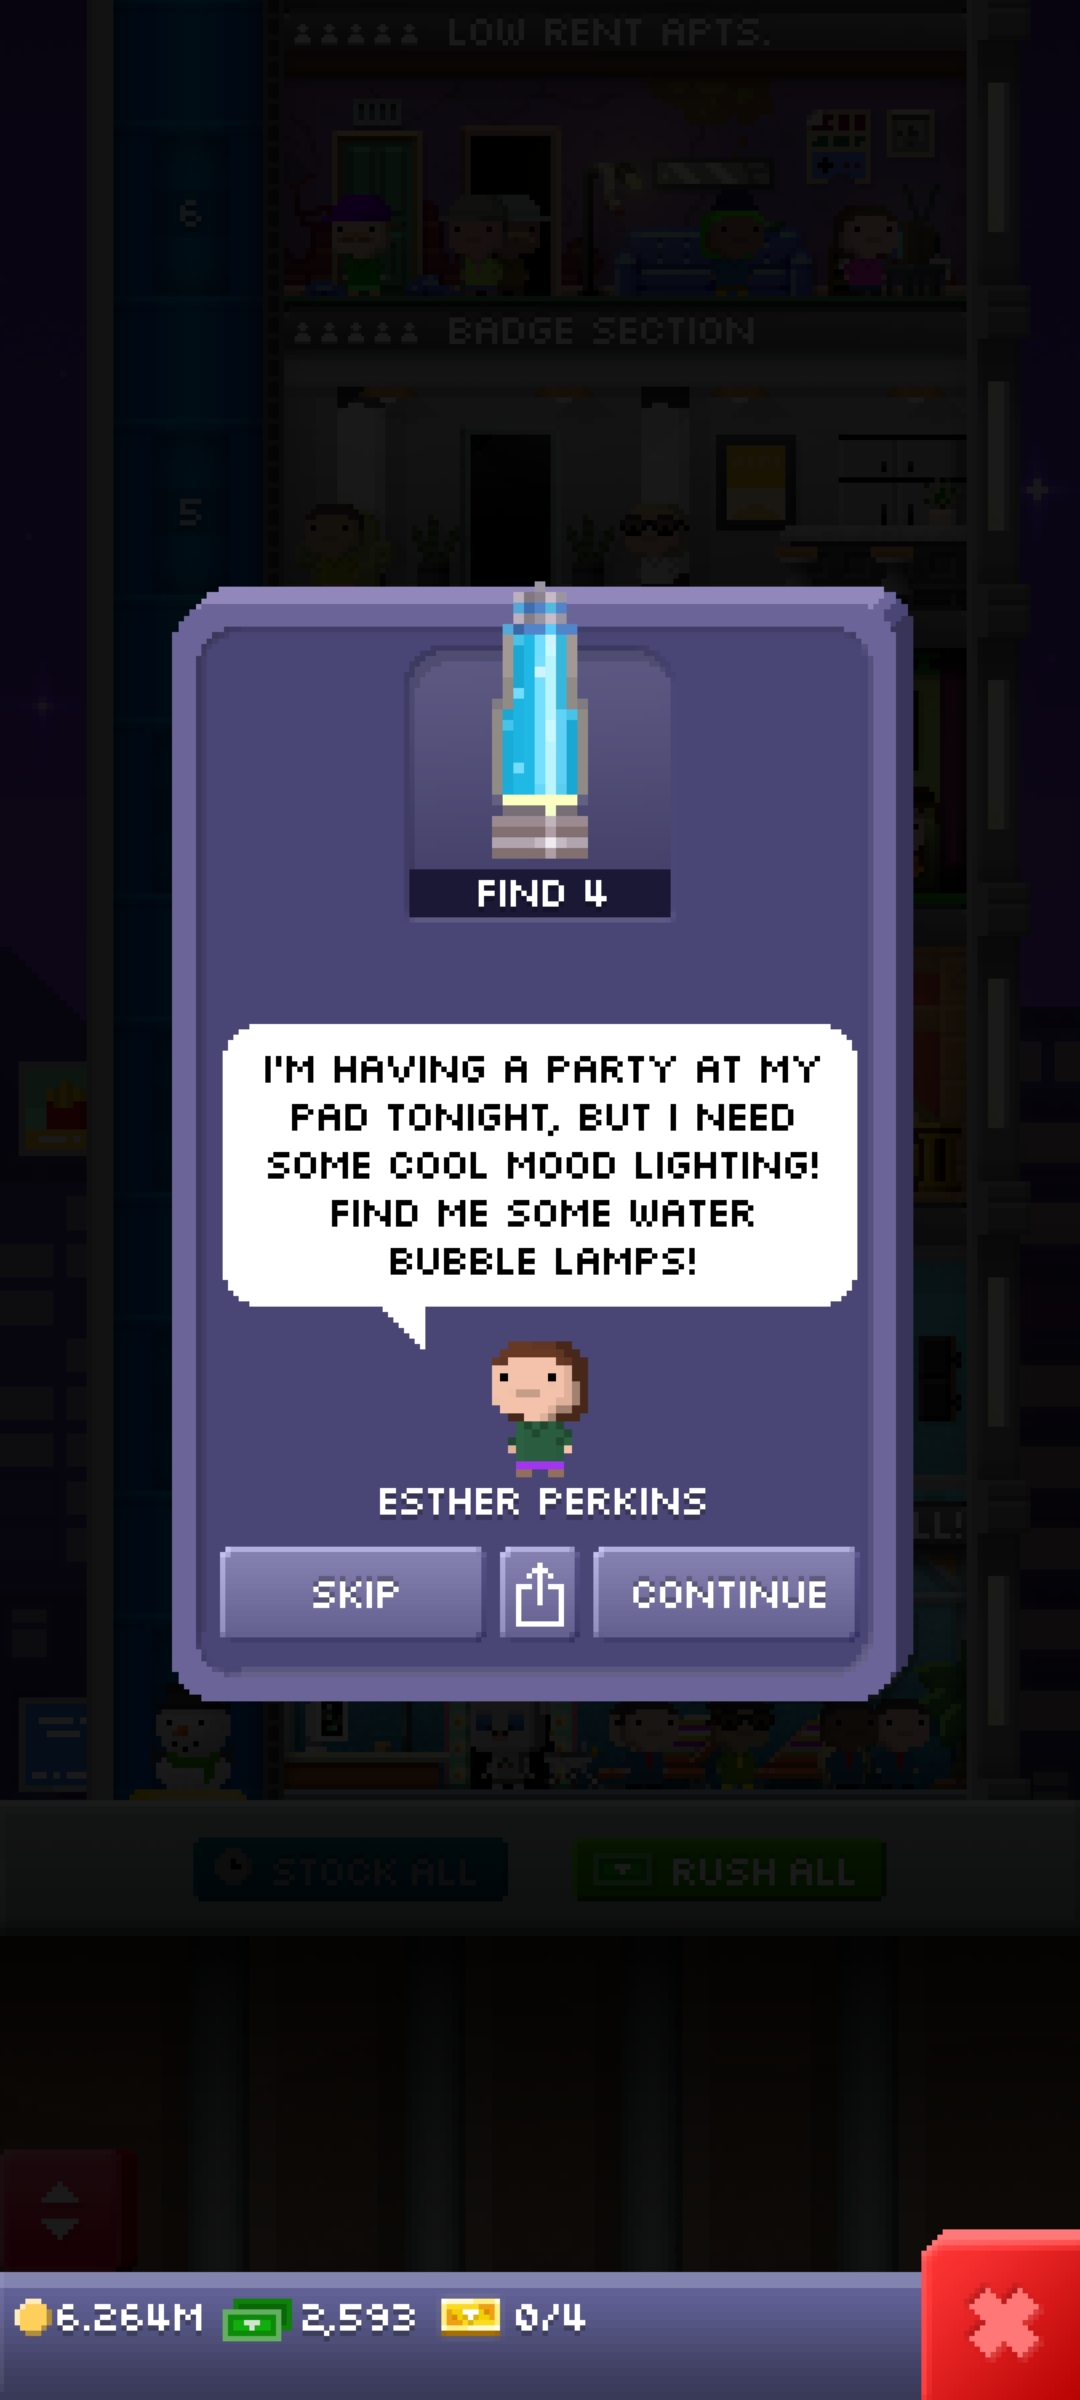 LOW RENT APTS.
6
BADGE SECTION
5
FIND 4
I'M HAVING A PARTY AT MY
PAD TONIGHT, BUT I NEED
SOME COOL MOOD LIGHTING!
FIND ME SOME WATER
BUBBLE LAMPS!
ESTHER PERKINS
LL!
SKIP
CONTINUE
STOCK ALL
RUSH ALL
6.264M 2,593 0/4